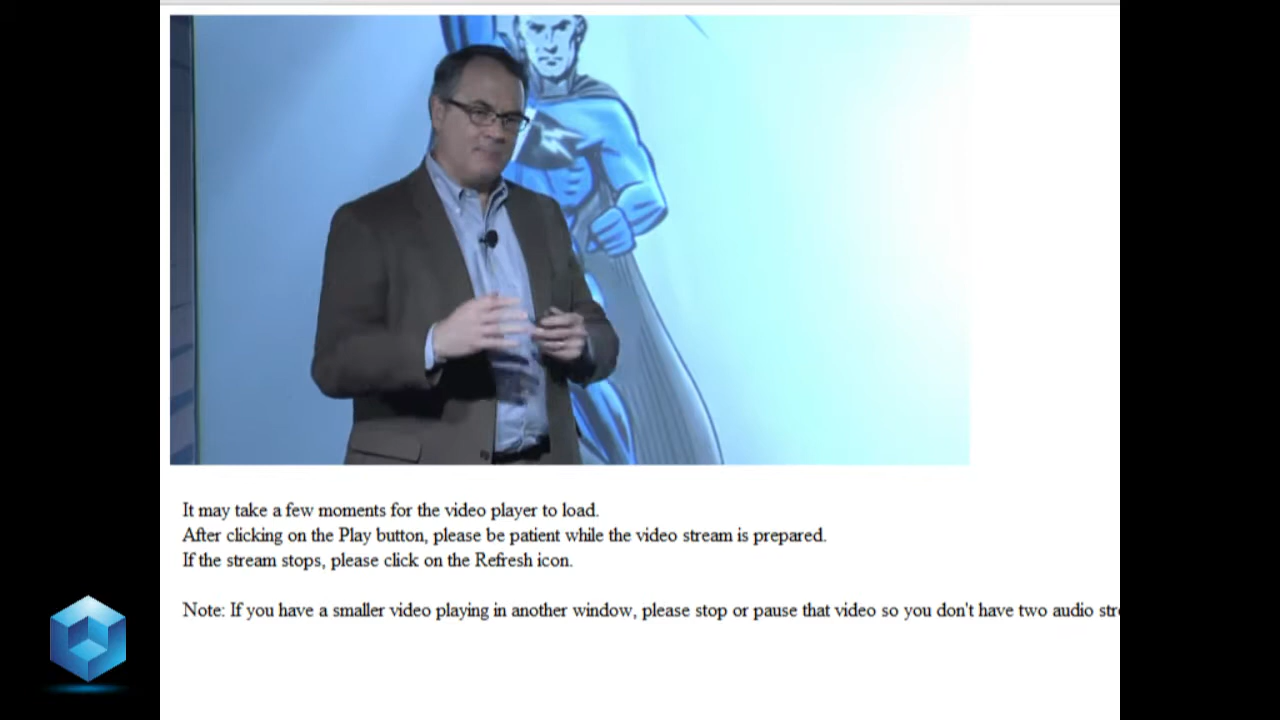 It may take a few moments for the video player to load.
After clicking on the Play button, please be patient while the video stream is prepared.
If the stream stops, please click on the Refresh icon.
Note: If you have a smaller video playing in another window, please stop or pause that video so you don't have two audio